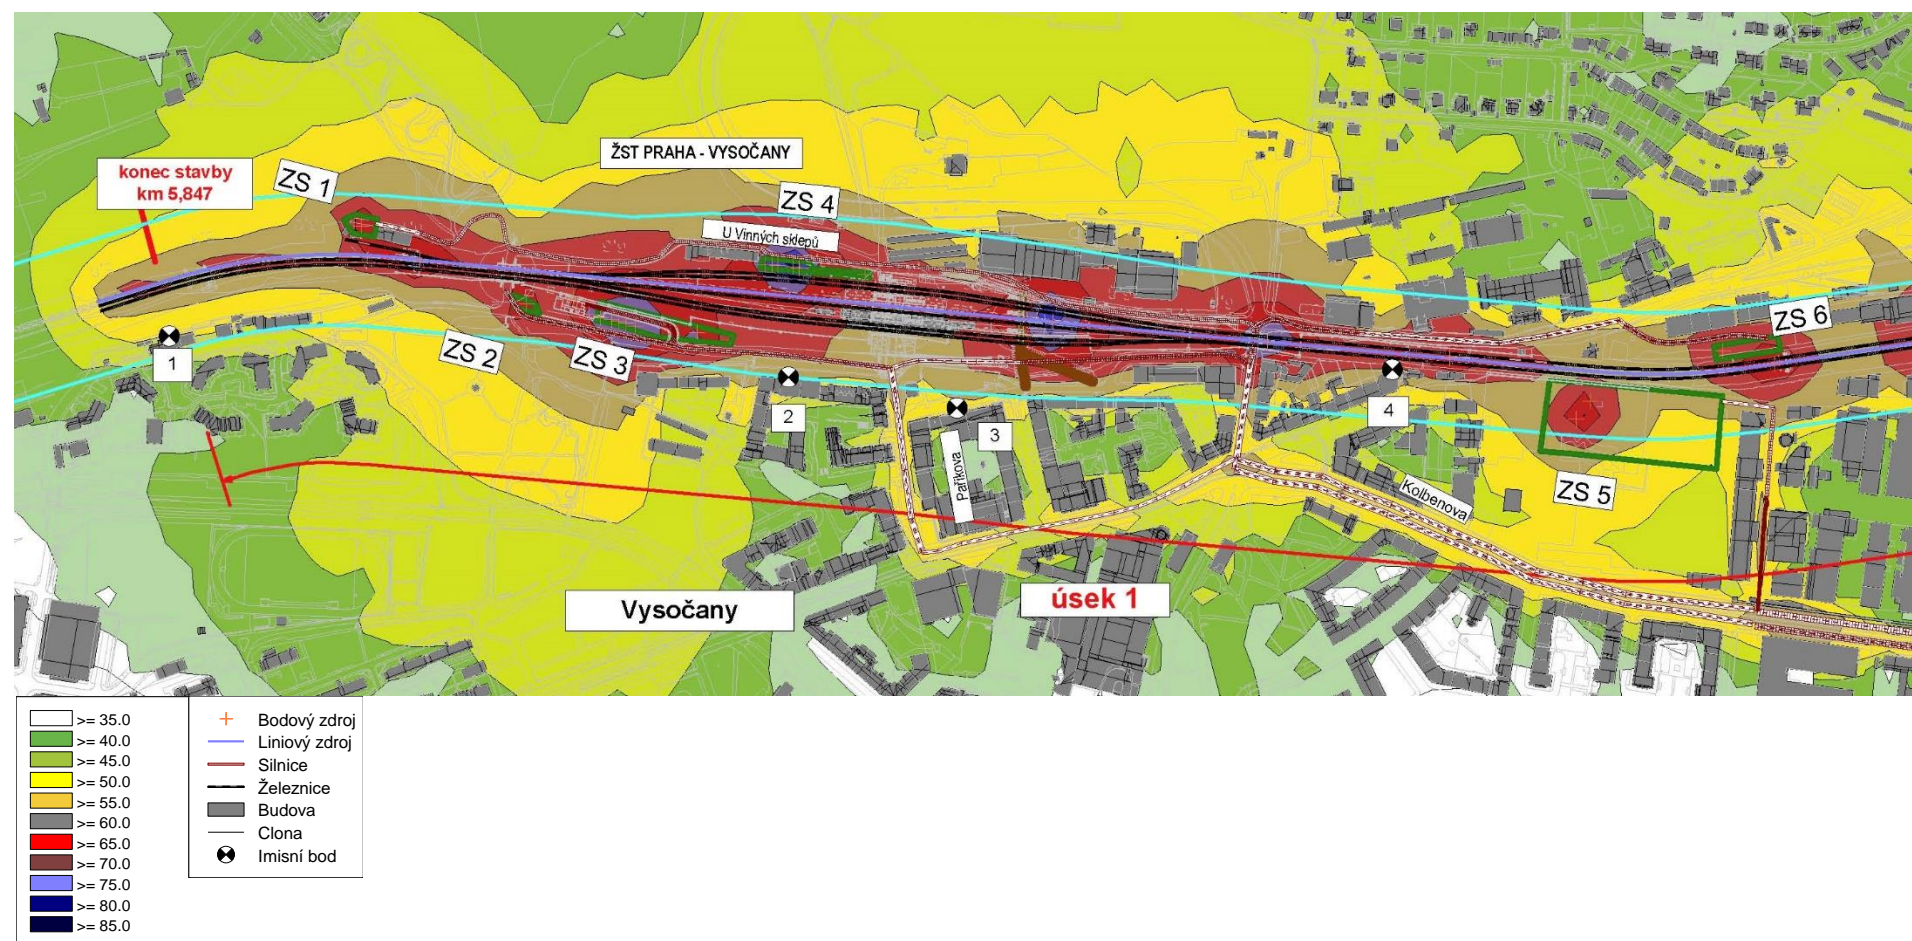 ŽST PRAHA - VYSOČANY
konec stavby
km 5,847
ZS 1
ZS 4
U Vinných sklepů
ZS 2
ZS 3
ZS 6
1
2
3
4
Paříkova
Kolbenova
ZS 5
Vysočany
úsek 1
>= 35.0
>= 40.0
>= 45.0
>= 50.0
>= 55.0
>= 60.0
>= 65.0
>= 70.0
>= 75.0
>= 80.0
>= 85.0
Bodový zdroj
Liniový zdroj
Silnice
Železnice
Budova
Clona
Imisní bod